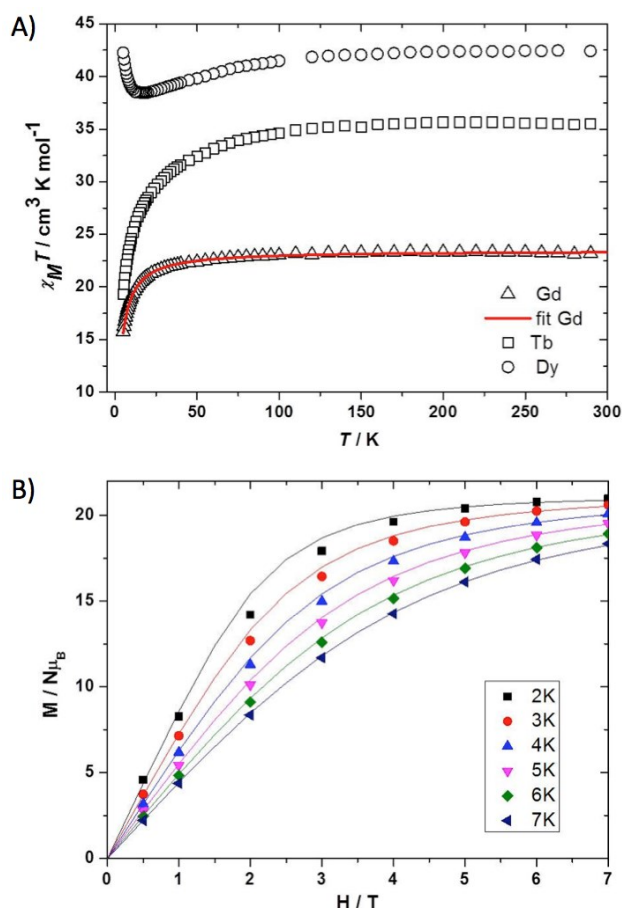 A)
χMT / cm³ K mol⁻¹
45
40
35
30
25
20
15
10
Gd
fit Gd
Tb
Dy
0 50 100 150 200 250 300
T / K
B)
M / NμB
20
15
10
5
0
2K
3K
4K
5K
6K
7K
0 1 2 3 4 5 6 7
H / T